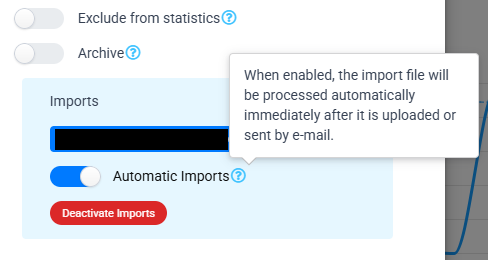 Exclude from statistics
Archive
When enabled, the import file will
be processed automatically
immediately after it is uploaded or
sent by e-mail.
Imports
Automatic Imports
Deactivate Imports